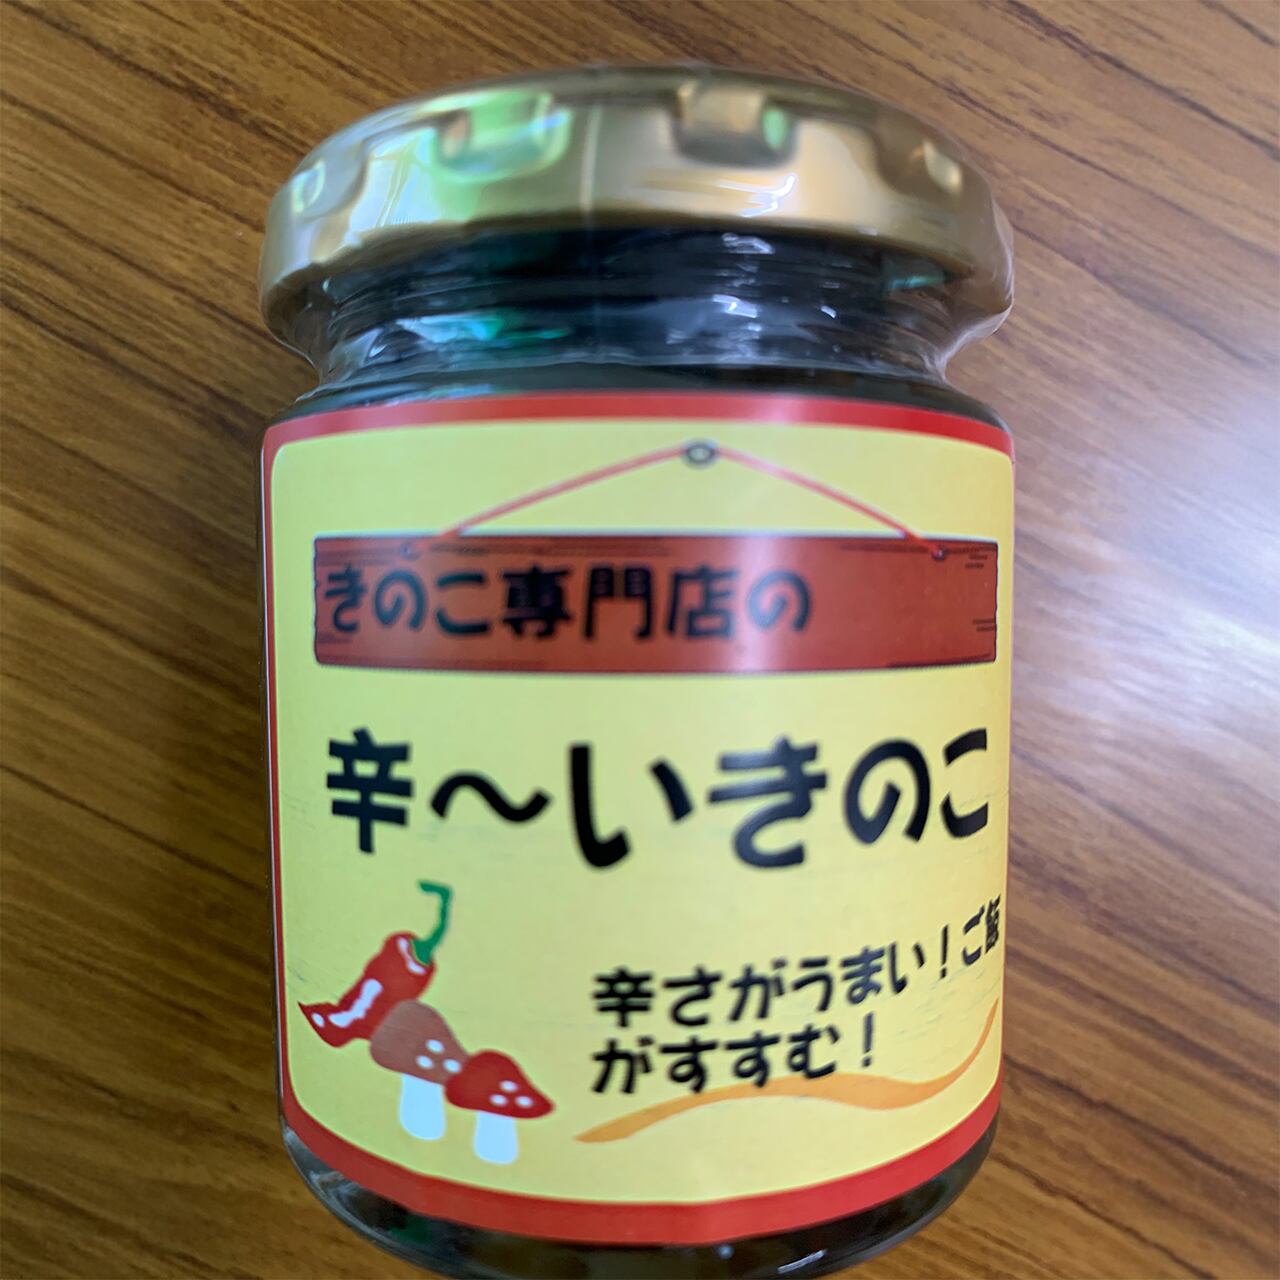 きのこ専門店の
辛～いきのこ
辛さがうまい！ご飯
がすすむ！